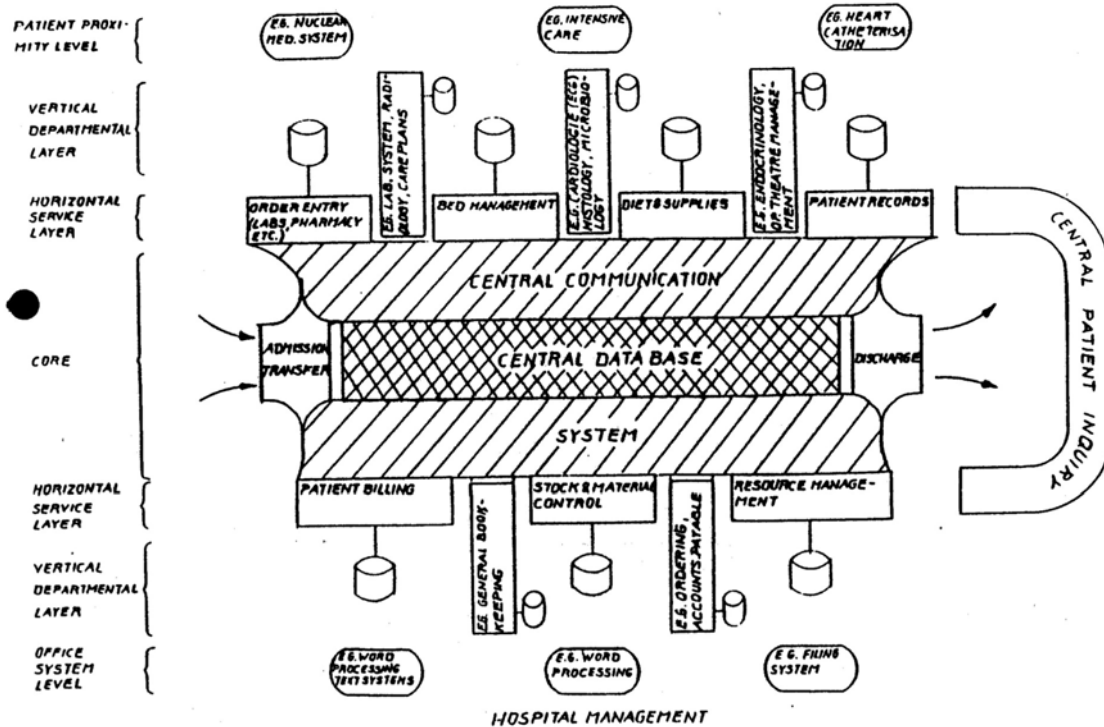 PATIENT PROXI-
MITY LEVEL
E.G. NUCLEAR
MED. SYSTEM
E.G. INTENSIVE
CARE
E.G. HEART
CATHETERISA
TION
VERTICAL
DEPARTMENTAL
LAYER
E.G. LAB. SYSTEM, RADI-
OLOGY, CARE PLANS
E.G. CARDIOLOGIE (ECG)
HISTOLOGY, MICROBIO-
LOGY
E.G. ENDOCRINOLOGY,
OP. THEATRE MANAGE-
MENT
HORIZONTAL
SERVICE
LAYER
ORDER ENTRY
(LABS, PHARMACY
ETC.)
BED MANAGEMENT
DIET & SUPPLIES
PATIENT RECORDS
CORE
CENTRAL COMMUNICATION
ADMISSION
TRANSFER
CENTRAL DATA BASE
DISCHARGE
SYSTEM
CENTRAL PATIENT INQUIRY
HORIZONTAL
SERVICE
LAYER
PATIENT BILLING
STOCK & MATERIAL
CONTROL
RESOURCE MANAGE-
MENT
VERTICAL
DEPARTMENTAL
LAYER
E.G. GENERAL BOOK-
KEEPING
E.G. ORDERING,
ACCOUNTS PAYABLE
OFFICE
SYSTEM
LEVEL
E.G. WORD
PROCESSING
TEXT SYSTEMS
E.G. WORD
PROCESSING
E.G. FILING
SYSTEM
HOSPITAL MANAGEMENT